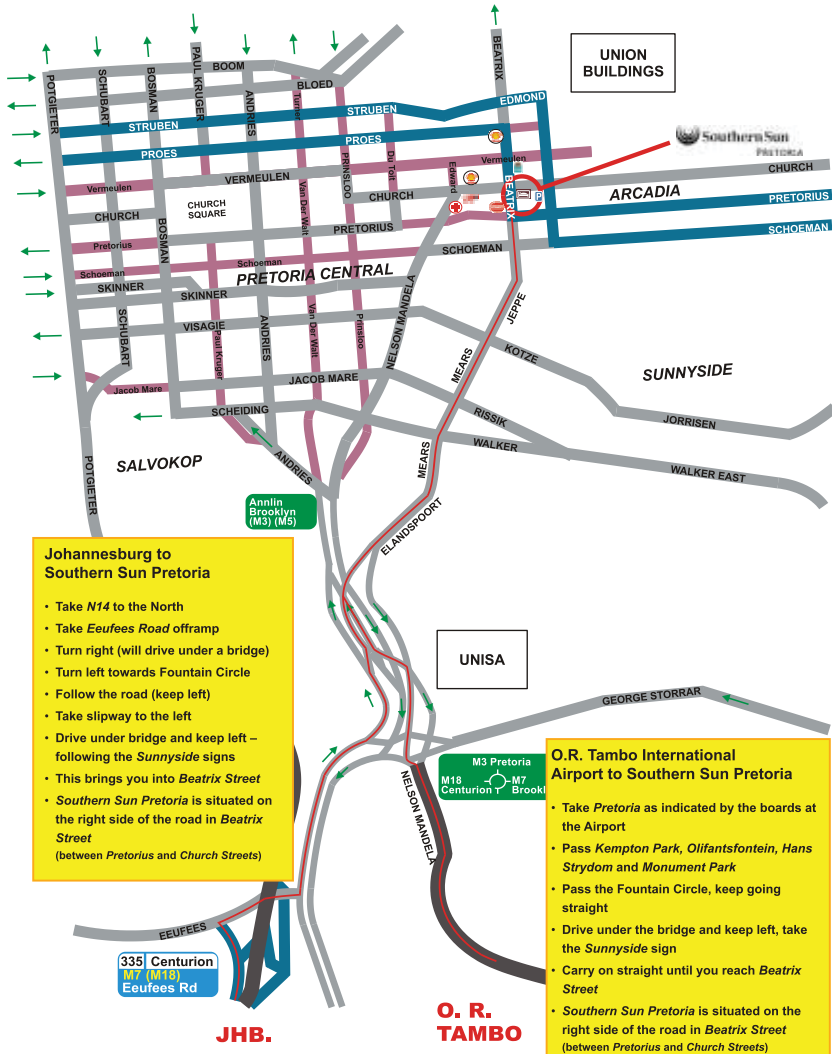 UNION
BUILDINGS
Southern Sun
PRETORIA
BEATRIX
POTGIETER
SCHUBART
BOSMAN
PAUL KRUGER
BOOM
BLOED
ANDRIES
Turner
STRUBEN
STRUBEN
EDMOND
PROES
PROES
PRINSLOO
Du Toit
Vermeulen
Vermeulen
VERMEULEN
Edward
BEATRIX
P
CHURCH
ARCADIA
PRETORIUS
SCHOEMAN
CHURCH
CHURCH
SQUARE
CHURCH
Van Der Walt
BOSMAN
Pretorius
PRETORIUS
Schoeman
Schoeman
SCHOEMAN
PRETORIA CENTRAL
SKINNER
SKINNER
VISAGIE
SCHUBART
Paul Kruger
ANDRIES
Van Der Walt
Prinsloo
NELSON MANDELA
JEPPE
MEARS
KOTZE
SUNNYSIDE
Jacob Mare
JACOB MARE
SCHEIDING
RISSIK
JORRISEN
WALKER
WALKER EAST
MEARS
SALVOKOP
POTGIETER
ANDRIES
Annlin
Brooklyn
(M3) (M5)
ELANDSPOORT
Johannesburg to
Southern Sun Pretoria
• Take N14 to the North
• Take Eeufees Road offramp
• Turn right (will drive under a bridge)
• Turn left towards Fountain Circle
• Follow the road (keep left)
• Take slipway to the left
• Drive under bridge and keep left –
following the Sunnyside signs
• This brings you into Beatrix Street
• Southern Sun Pretoria is situated on
the right side of the road in Beatrix
Street
(between Pretorius and Church Streets)
UNISA
GEORGE STORRAR
M3 Pretoria
M18
Centurion
M7
Brookl
NELSON MANDELA
O.R. Tambo International
Airport to Southern Sun Pretoria
• Take Pretoria as indicated by the boards at
the Airport
• Pass Kempton Park, Olifantsfontein, Hans
Strydom and Monument Park
• Pass the Fountain Circle, keep going
straight
• Drive under the bridge and keep left, take
the Sunnyside sign
• Carry on straight until you reach Beatrix
Street
• Southern Sun Pretoria is situated on the
right side of the road in Beatrix Street
(between Pretorius and Church Streets)
EEUFEES
335 Centurion
M7 (M18)
Eeufees Rd
JHB.
O. R.
TAMBO